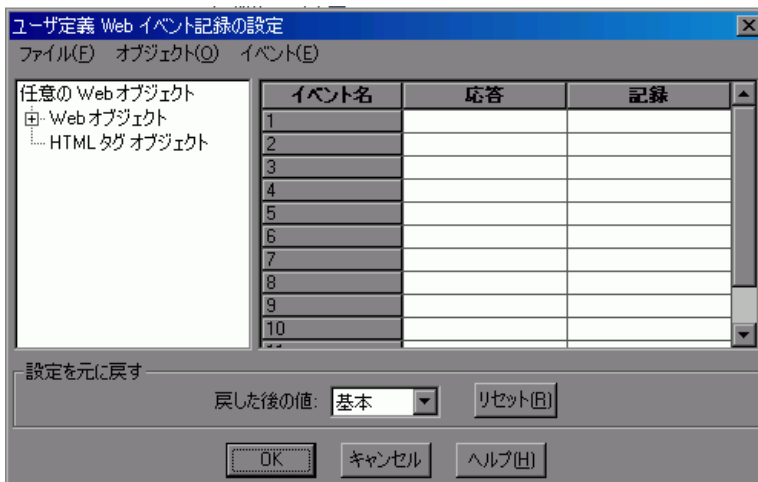 ユーザ定義 Web イベント記録の設定
ファイル(F) オブジェクト(O) イベント(E)
任意の Web オブジェクト
Web オブジェクト
HTML タグ オブジェクト
イベント名 応答 記録
1
2
3
4
5
6
7
8
9
10
設定を元に戻す
戻した後の値: 基本 リセット(R)
OK キャンセル ヘルプ(H)